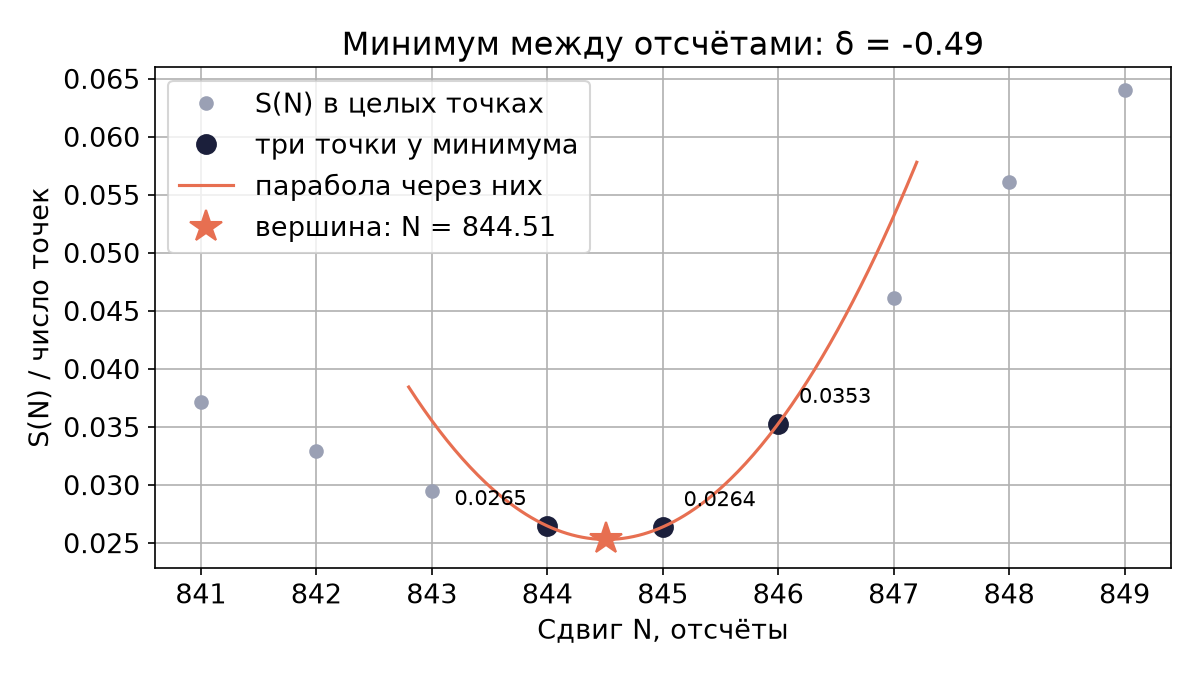 Минимум между отсчётами: δ = -0.49
S(N) в целых точках
три точки у минимума
парабола через них
вершина: N = 844.51
S(N) / число точек
0.065
0.060
0.055
0.050
0.045
0.040
0.035
0.030
0.025
0.0265
0.0264
0.0353
841 842 843 844 845 846 847 848 849
Сдвиг N, отсчёты